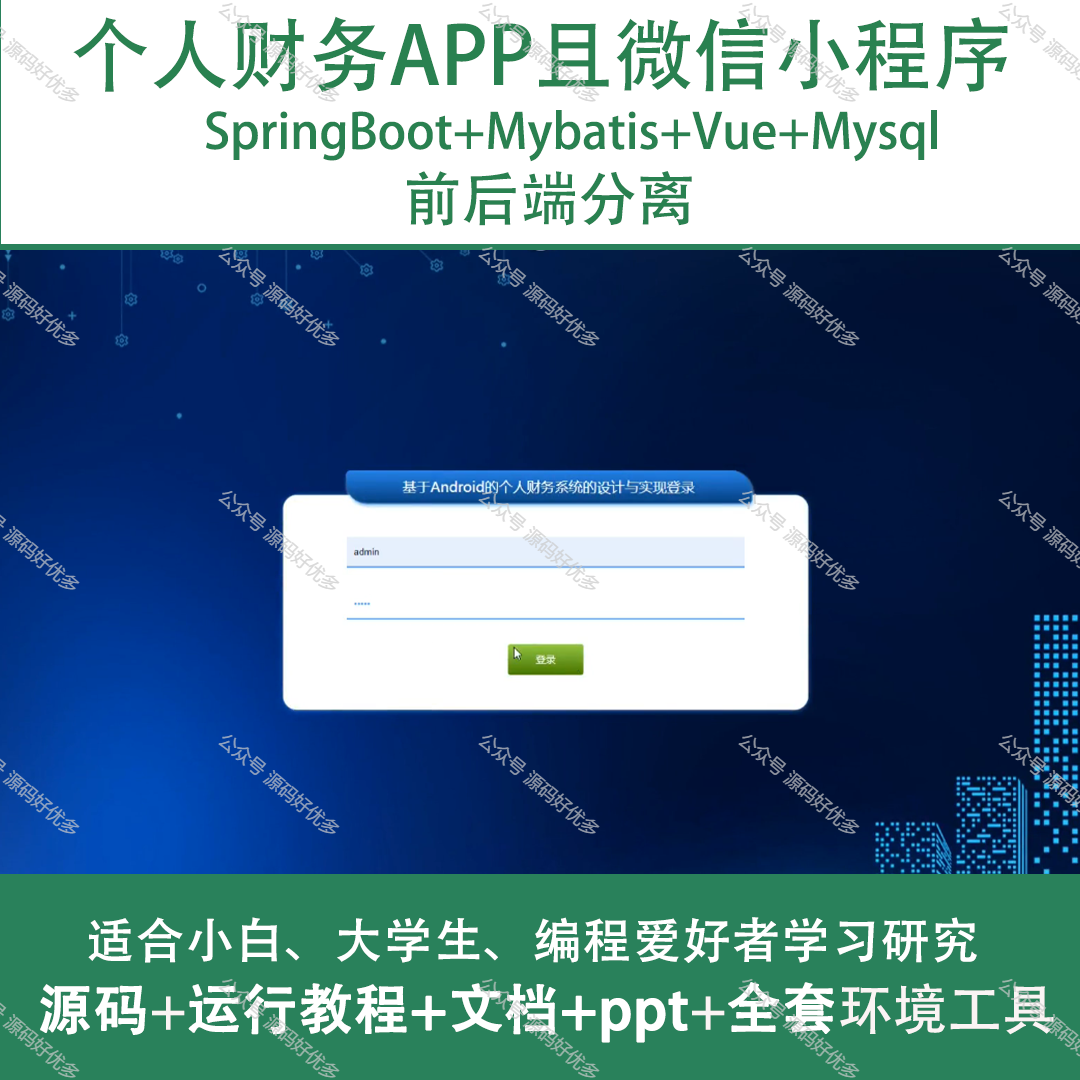 个人财务APP且微信小程序
SpringBoot+Mybatis+Vue+Mysql
前后端分离
基于Android的个人财务系统的设计与实现登录
admin
登录
适合小白、大学生、编程爱好者学习研究
源码+运行教程+文档+ppt+全套环境工具
公众号 源码好优多